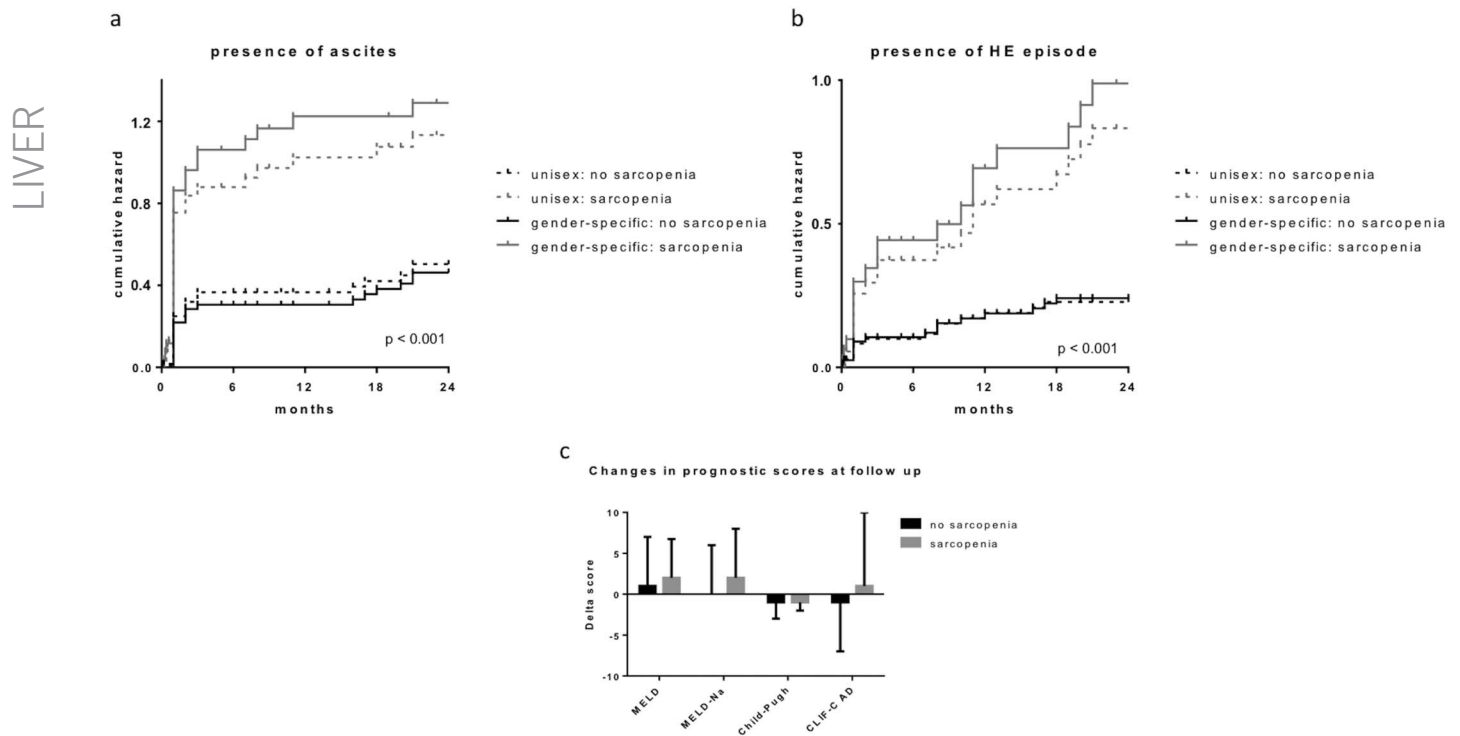 LIVER
a
presence of ascites
cumulative hazard
1.2
0.8
0.4
0.0
0 6 12 18 24
months
p < 0.001
unisex: no sarcopenia
unisex: sarcopenia
gender-specific: no sarcopenia
gender-specific: sarcopenia
b
presence of HE episode
cumulative hazard
1.0
0.5
0.0
0 6 12 18 24
months
p < 0.001
unisex: no sarcopenia
unisex: sarcopenia
gender-specific: no sarcopenia
gender-specific: sarcopenia
c
Changes in prognostic scores at follow up
Delta score
10
5
0
-5
-10
MELD
MELD-Na
Child-Pugh
CLIF-C AD
no sarcopenia
sarcopenia